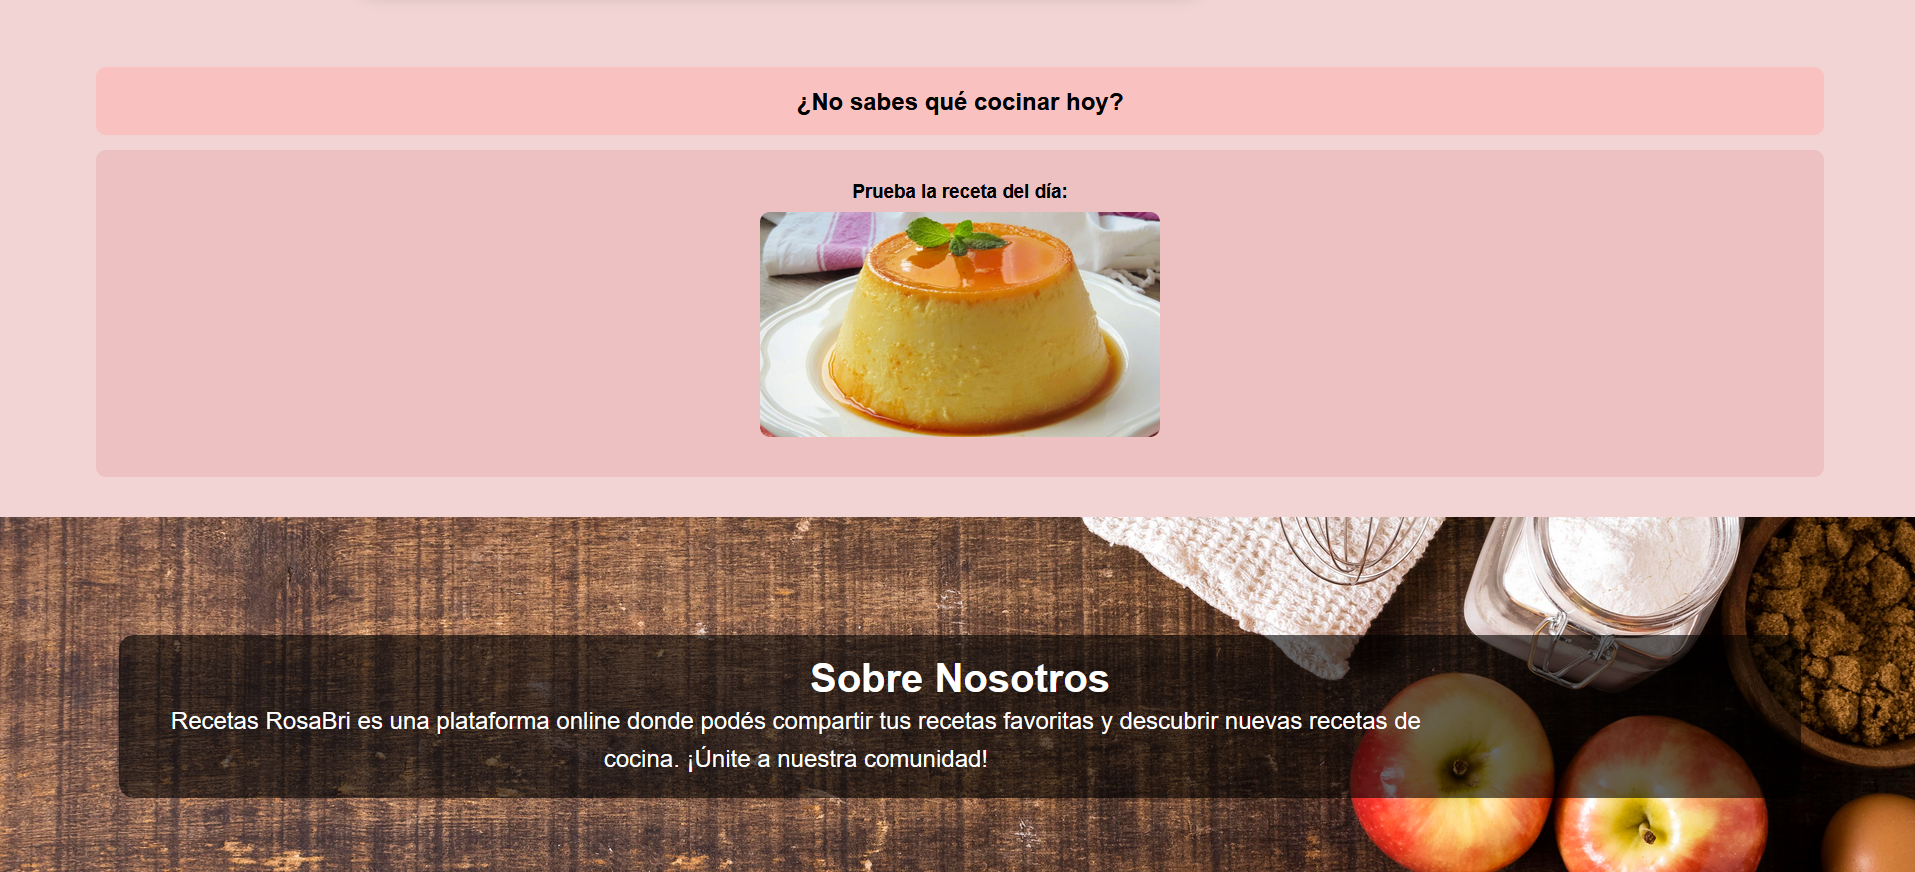 ¿No sabes qué cocinar hoy?
Prueba la receta del día:
Sobre Nosotros
Recetas RosaBri es una plataforma online donde podés compartir tus recetas favoritas y descubrir nuevas recetas de
cocina. ¡Únite a nuestra comunidad!